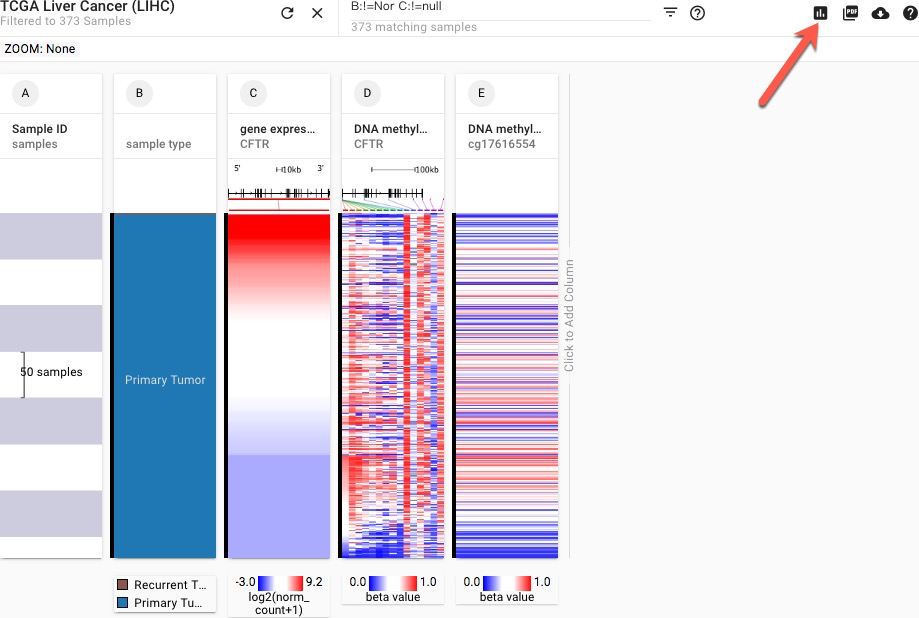 TCGA Liver Cancer (LIHC)
Filtered to 373 Samples
B:!=Nor C:!=null
373 matching samples
PDF
ZOOM: None
A
B
C
D
E
Sample ID
samples
sample type
gene expres...
CFTR
DNA methyl...
CFTR
DNA methyl...
cg17616554
5' 10kb 3'
100kb
50 samples
Primary Tumor
Click to Add Column
Recurrent T...
Primary Tu...
-3.0 9.2
log2(norm_
count+1)
0.0 1.0
beta value
0.0 1.0
beta value